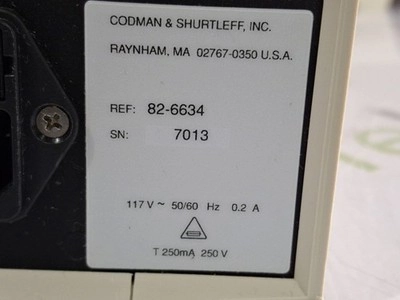 CODMAN & SHURTLEFF, INC.
RAYNHAM, MA 02767-0350 U.S.A.
REF: 82-6634
SN: 7013
117 V ~ 50/60 Hz 0.2 A
T 250mA 250 V